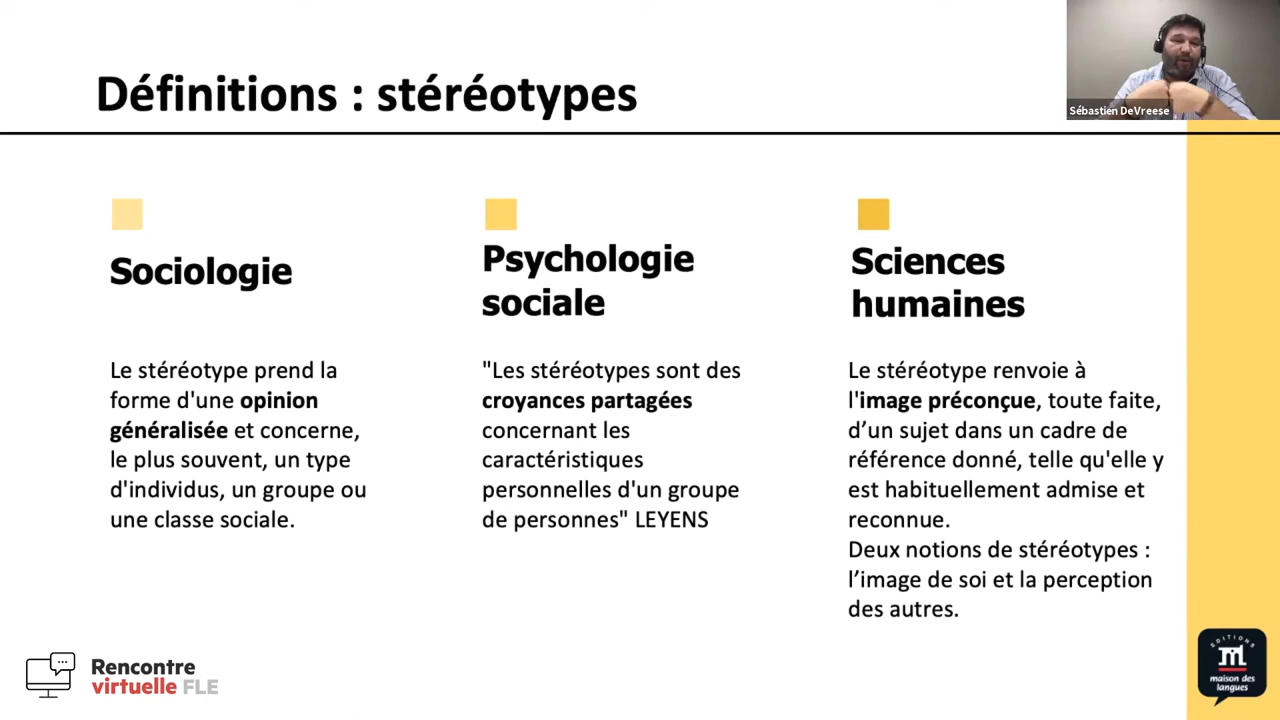 Définitions : stéréotypes
Sébastien DeVreese
Sociologie
Le stéréotype prend la
forme d'une opinion
généralisée et concerne,
le plus souvent, un type
d'individus, un groupe ou
une classe sociale.
Psychologie
sociale
"Les stéréotypes sont des
croyances partagées
concernant les
caractéristiques
personnelles d'un groupe
de personnes" LEYENS
Sciences
humaines
Le stéréotype renvoie à
l'image préconçue, toute faite,
d’un sujet dans un cadre de
référence donné, telle qu'elle y
est habituellement admise et
reconnue.
Deux notions de stéréotypes :
l’image de soi et la perception
des autres.
Rencontre
virtuelle FLE
EDITIONS
maison des
langues